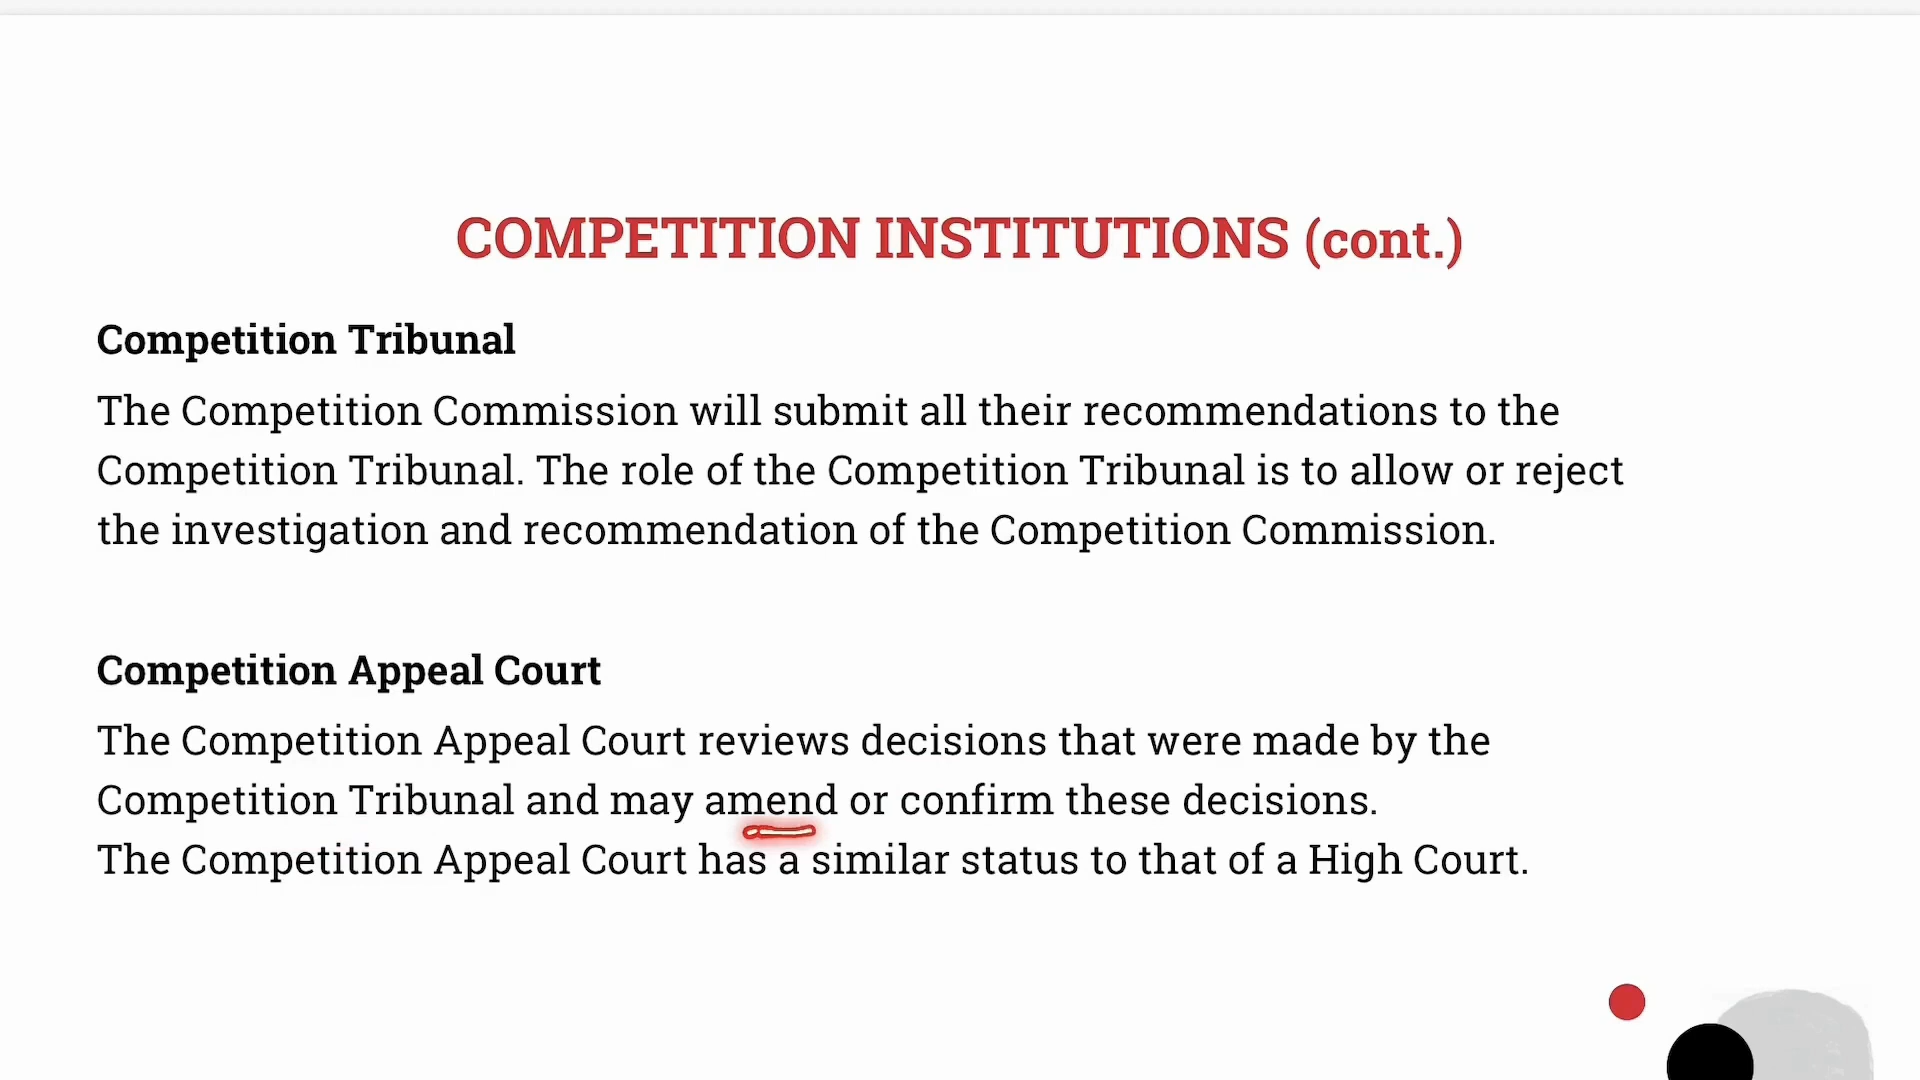 COMPETITION INSTITUTIONS (cont.)
Competition Tribunal
The Competition Commission will submit all their recommendations to the
Competition Tribunal. The role of the Competition Tribunal is to allow or reject
the investigation and recommendation of the Competition Commission.
Competition Appeal Court
The Competition Appeal Court reviews decisions that were made by the
Competition Tribunal and may amend or confirm these decisions.
The Competition Appeal Court has a similar status to that of a High Court.